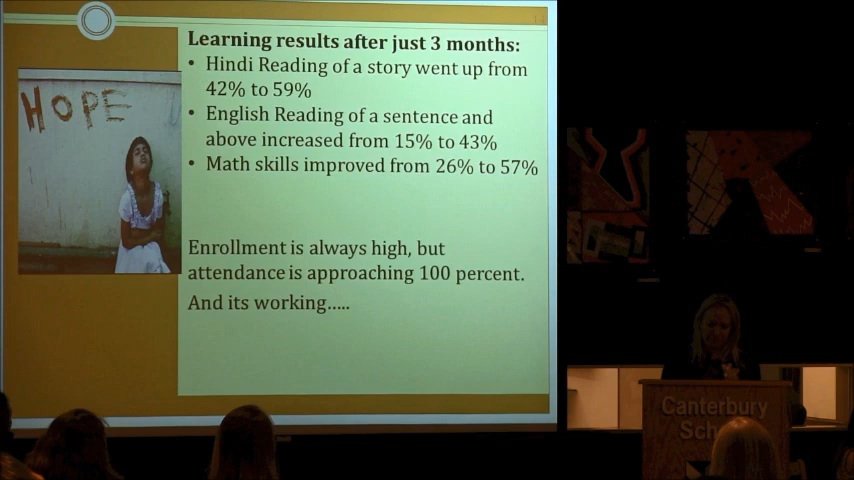 14
Learning results after just 3 months:
• Hindi Reading of a story went up from
42% to 59%
• English Reading of a sentence and
above increased from 15% to 43%
• Math skills improved from 26% to 57%
HOPE
Enrollment is always high, but
attendance is approaching 100 percent.
And its working.....
Canterbury
Sch